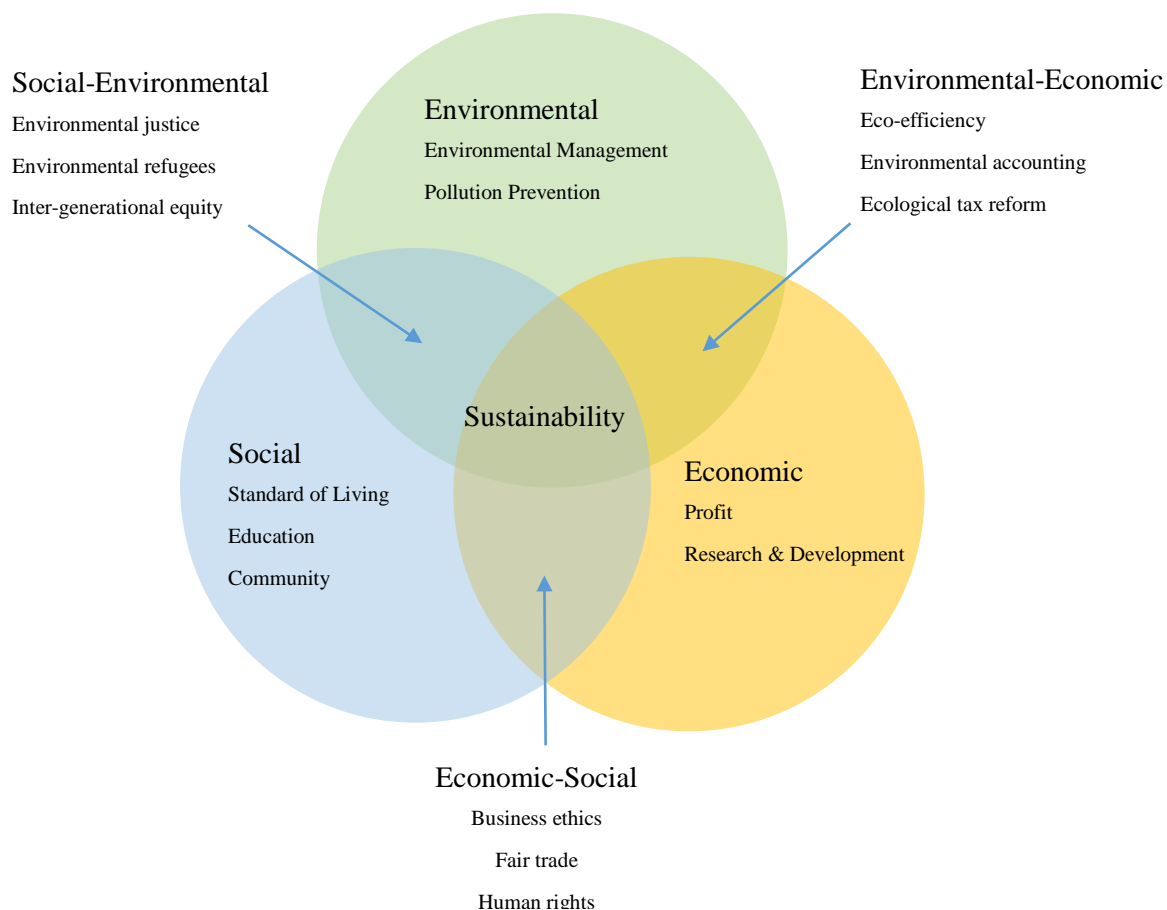 Social-Environmental
Environmental justice
Environmental refugees
Inter-generational equity
Environmental
Environmental Management
Pollution Prevention
Environmental-Economic
Eco-efficiency
Environmental accounting
Ecological tax reform
Sustainability
Social
Standard of Living
Education
Community
Economic
Profit
Research & Development
Economic-Social
Business ethics
Fair trade
Human rights